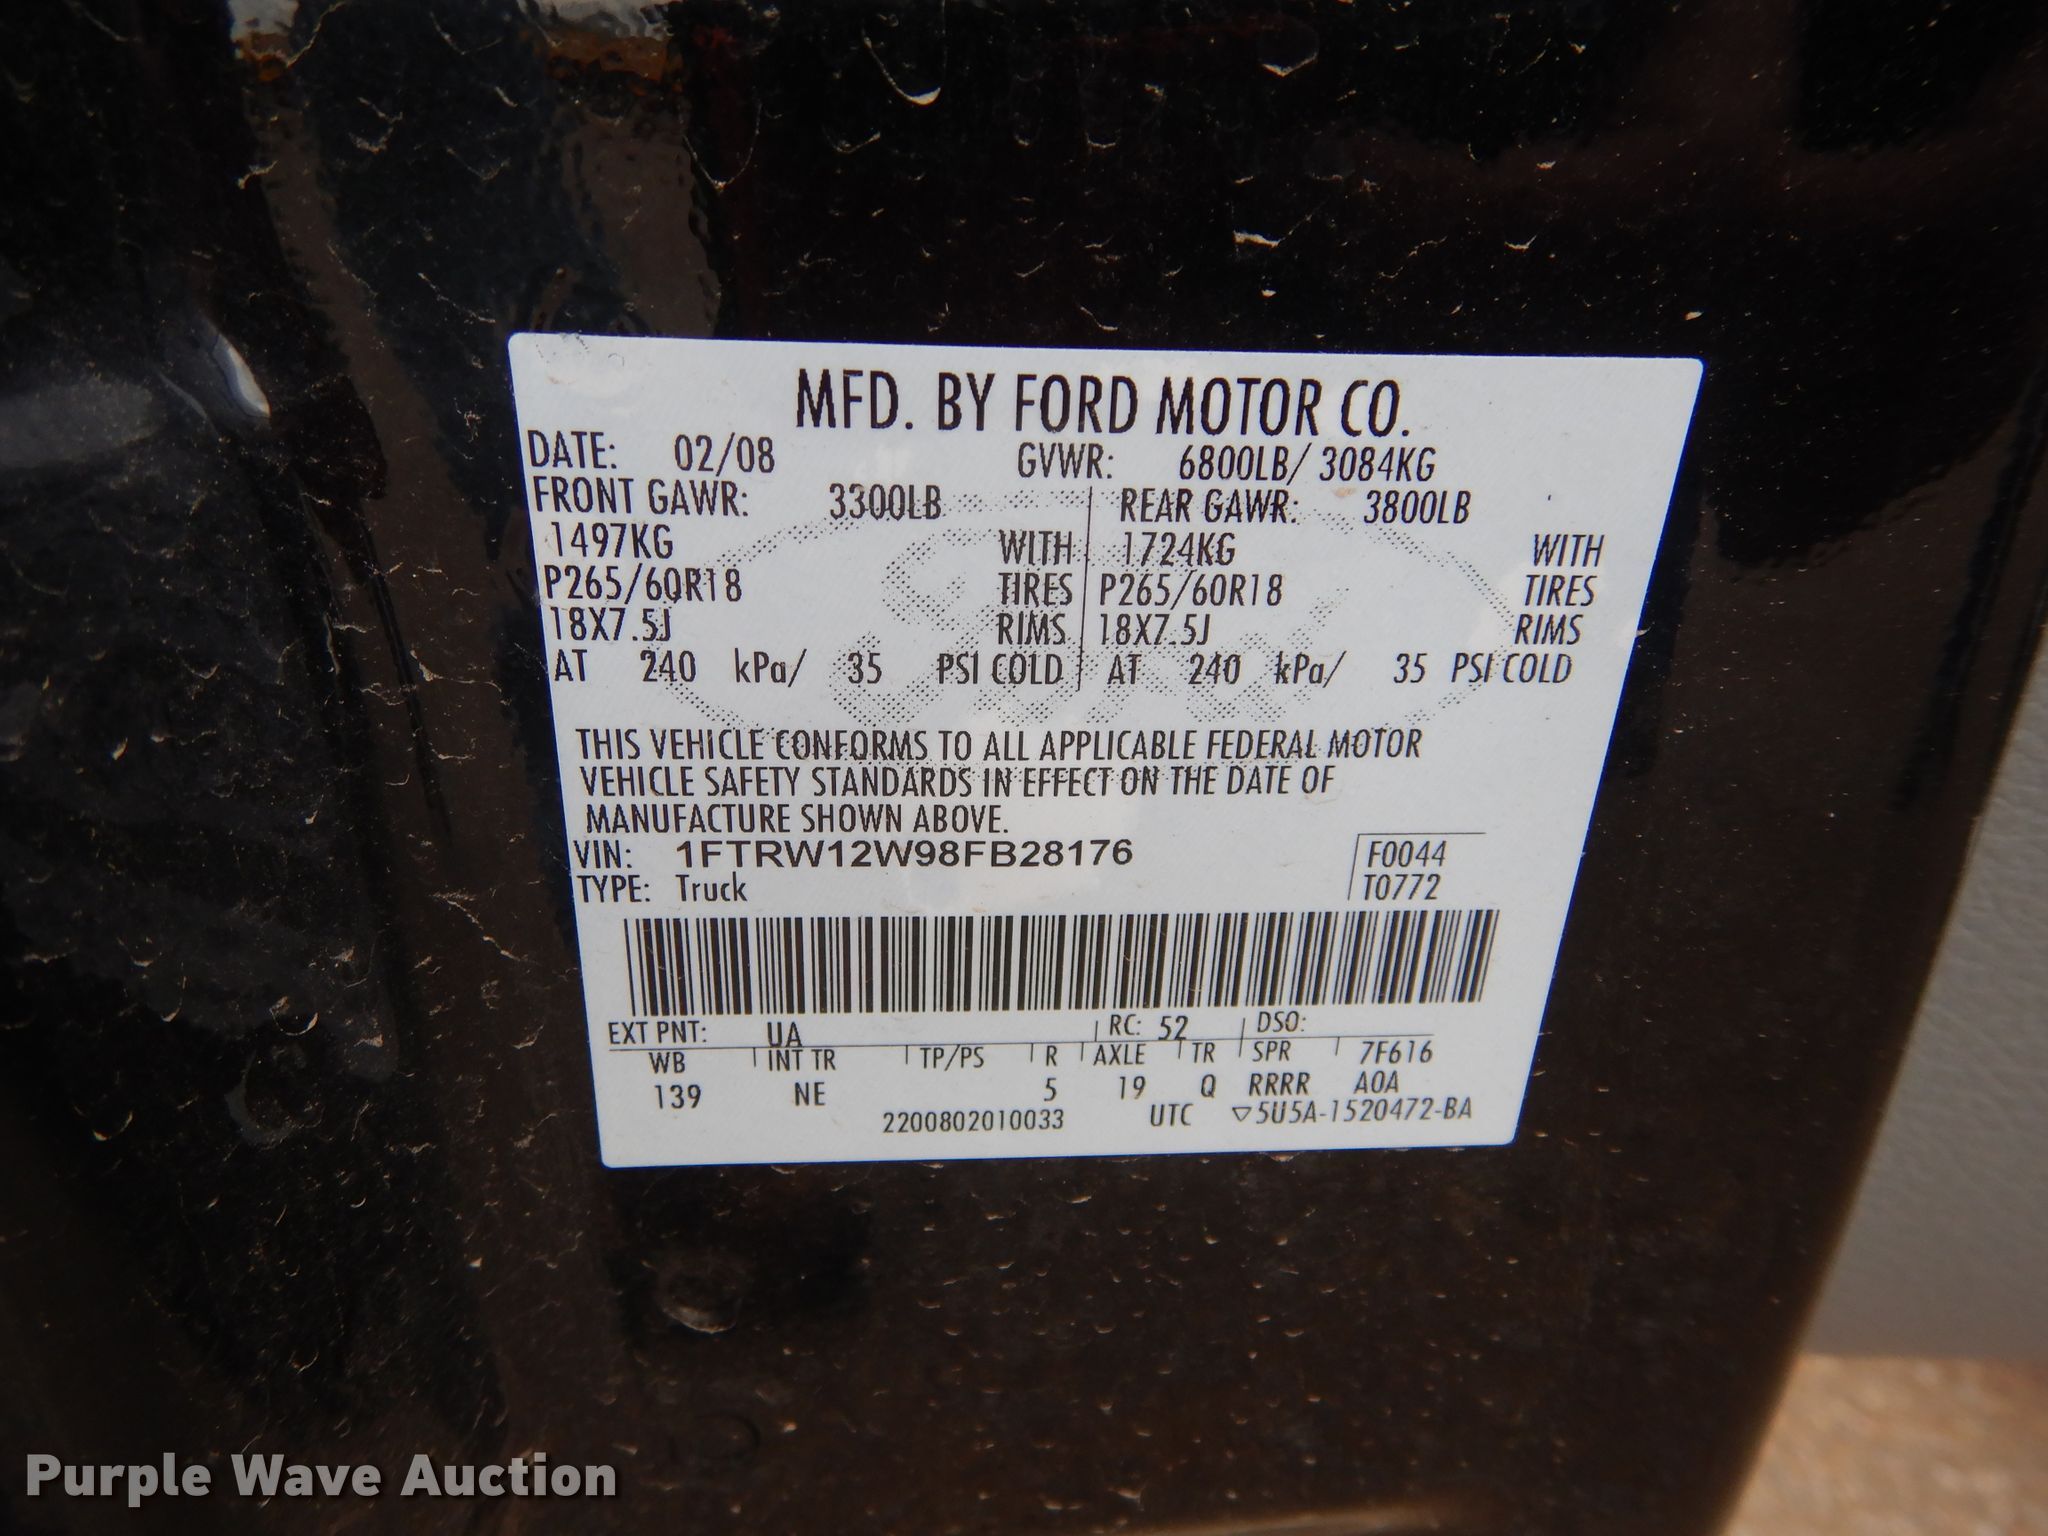 MFD. BY FORD MOTOR CO.
DATE: 02/08 GVWR: 6800LB/ 3084KG
FRONT GAWR: 3300LB REAR GAWR: 3800LB
1497KG WITH 1724KG WITH
P265/60R18 TIRES P265/60R18 TIRES
18X7.5J RIMS 18X7.5J RIMS
AT 240 kPa/ 35 PSI COLD AT 240 kPa/ 35 PSI COLD
THIS VEHICLE CONFORMS TO ALL APPLICABLE FEDERAL MOTOR
VEHICLE SAFETY STANDARDS IN EFFECT ON THE DATE OF
MANUFACTURE SHOWN ABOVE.
VIN: 1FTRW12W98FB28176 F0044
TYPE: Truck T0772
EXT PNT: UA RC: 52 DSO:
WB INT TR TP/PS R AXLE TR SPR 7F616
139 NE 5 19 Q RRRR A0A
2200802010033 UTC ▽5U5A-1520472-BA
Ford
Purple Wave Auction